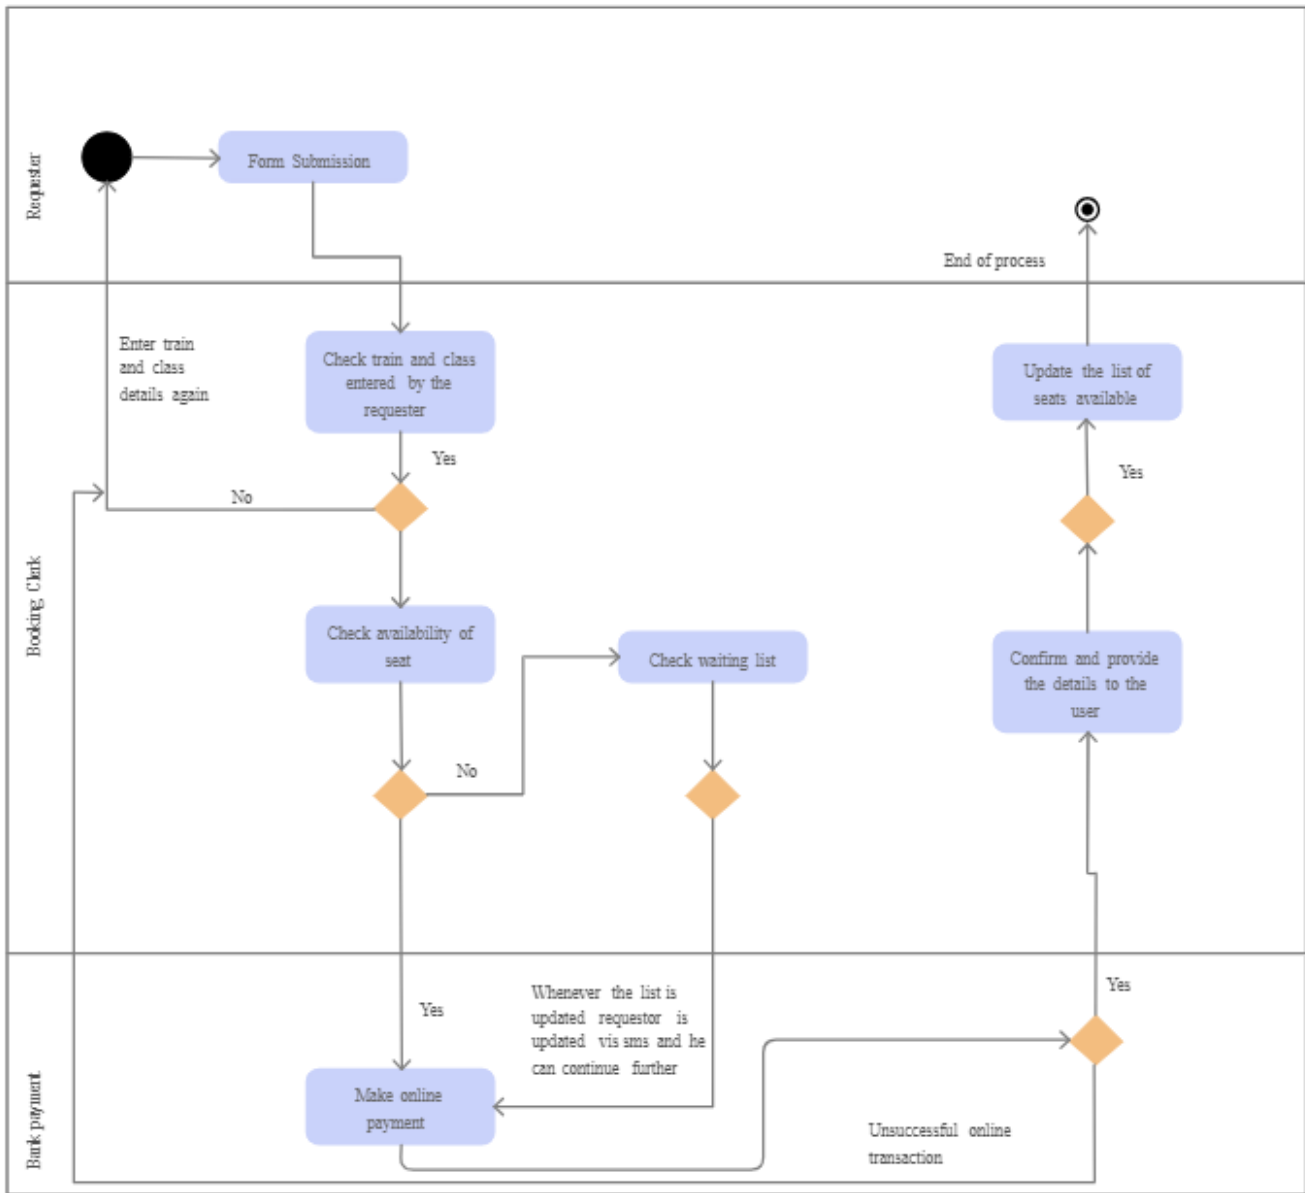 Requester
Form Submission
End of process
Booking Clerk
Enter train
and class
details again
Check train and class
entered by the
requester
Yes
No
Check availability of
seat
No
Check waiting list
Update the list of
seats available
Yes
Confirm and provide
the details to the
user
Bank payment
Yes
Whenever the list is
updated requestor is
updated vis sms and he
can continue further
Make online
payment
Yes
Unsuccessful online
transaction